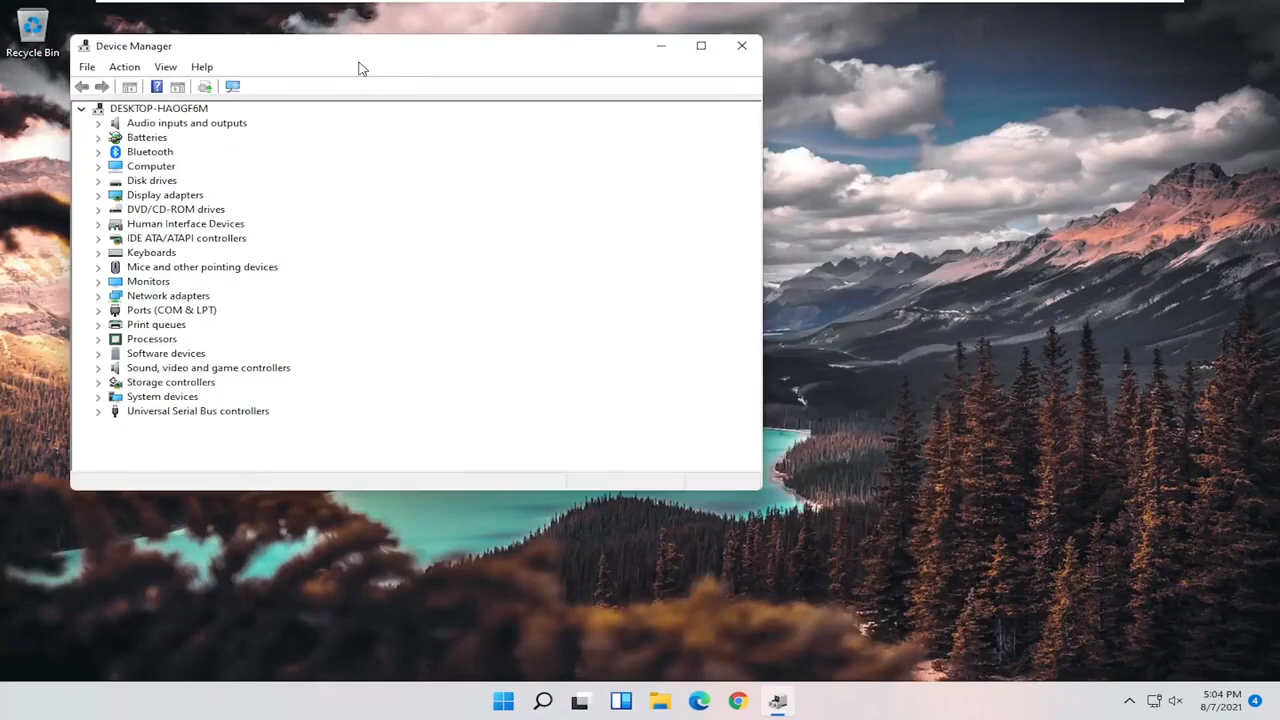 Recycle Bin
Device Manager
File Action View Help
DESKTOP-HAOGF6M
Audio inputs and outputs
Batteries
Bluetooth
Computer
Disk drives
Display adapters
DVD/CD-ROM drives
Human Interface Devices
IDE ATA/ATAPI controllers
Keyboards
Mice and other pointing devices
Monitors
Network adapters
Ports (COM & LPT)
Print queues
Processors
Software devices
Sound, video and game controllers
Storage controllers
System devices
Universal Serial Bus controllers
5:04 PM
8/7/2021
4